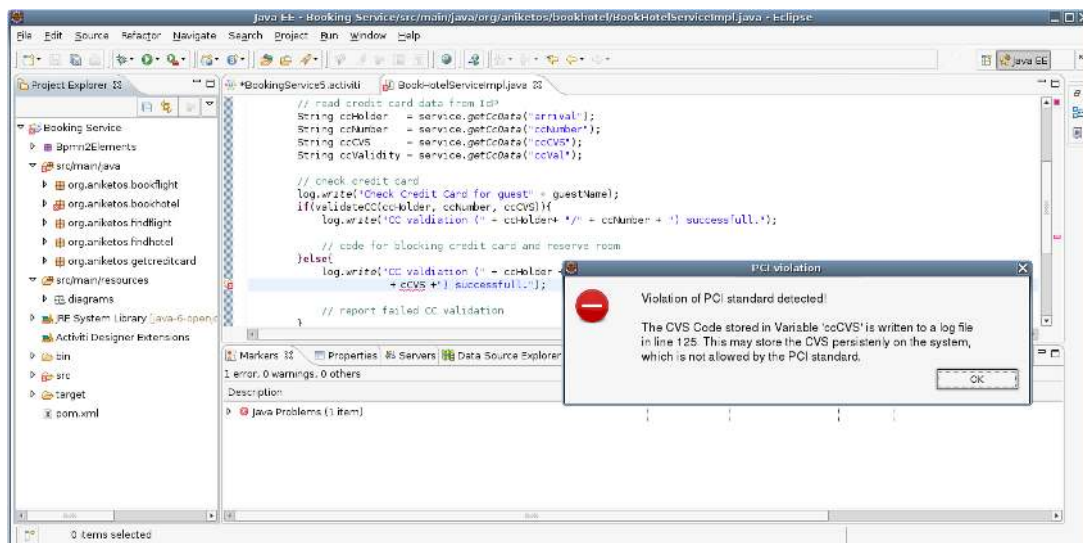 Java EE - Booking Service/src/main/java/org/aniketos/bookhotel/BookHotelServiceImpl.java - Eclipse
File Edit Source Refactor Navigate Search Project Run Window Help
Java EE
Project Explorer
*BookingService5.activiti
BookHotelServiceImpl.java
Booking Service
Bpmn2Elements
src/main/java
org.aniketos.bookflight
org.aniketos.bookhotel
org.aniketos.findflight
org.aniketos.findhotel
org.aniketos.getcreditcard
src/main/resources
diagrams
JRE System Library [java-6-openjd
Activiti Designer Extensions
bin
src
target
pom.xml
// read credit card data from IdP
String ccHolder = service.getCcData("arrival");
String ccNumber = service.getCcData("ccNumber");
String ccCVS = service.getCcData("ccCVS");
String ccValidity = service.getCcData("ccVal");
// check credit card
log.write("Check Credit Card for guest" + guestName);
if(validateCC(ccHolder, ccNumber, ccCVS)){
log.write("CC valdiation (" + ccHolder+ "/" + ccNumber + ") successfull.");
// code for blocking credit card and reserve room
}else{
log.write("CC valdiation (" + ccHolder +
+ cCVS +") successfull.");
// report failed CC validation
}
PCI violation
Violation of PCI standard detected!
The CVS Code stored in Variable 'ccCVS' is written to a log file
in line 125. This may store the CVS persistenly on the system,
which is not allowed by the PCI standard.
OK
Markers Properties Servers Data Source Explorer
1 error, 0 warnings, 0 others
Description
Java Problems (1 item)
0 items selected